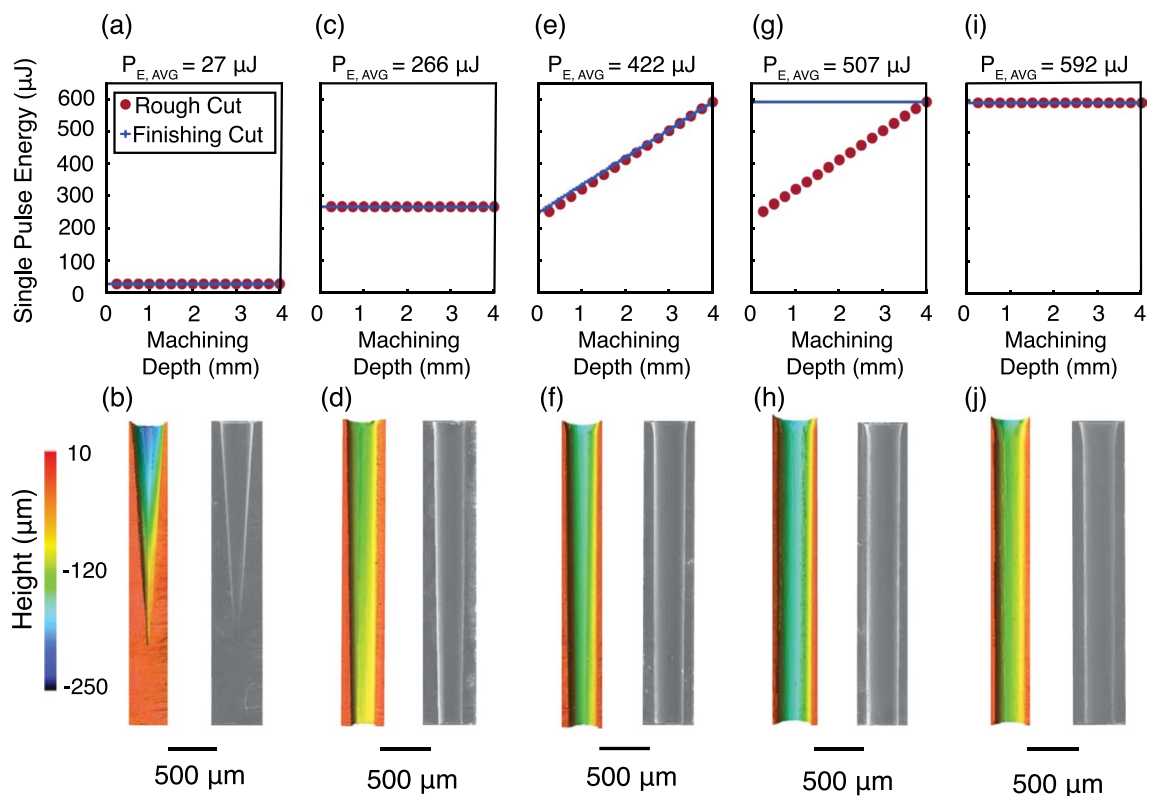 (a) (c) (e) (g) (i)
P_E, AVG = 27 µJ P_E, AVG = 266 µJ P_E, AVG = 422 µJ P_E, AVG = 507 µJ P_E, AVG = 592 µJ
Single Pulse Energy (µJ)
600
500
400
300
200
100
0
Rough Cut
Finishing Cut
0 1 2 3 4 0 1 2 3 4 0 1 2 3 4 0 1 2 3 4 0 1 2 3 4
Machining Machining Machining Machining Machining
Depth (mm) Depth (mm) Depth (mm) Depth (mm) Depth (mm)
(b) (d) (f) (h) (j)
Height (µm)
10
-120
-250
500 µm 500 µm 500 µm 500 µm 500 µm